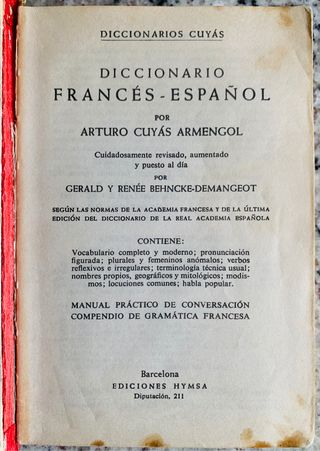 DICCIONARIOS CUYÁS
DICCIONARIO
FRANCÉS - ESPAÑOL
POR
ARTURO CUYÁS ARMENGOL
Cuidadosamente revisado, aumentado
y puesto al día
POR
GERALD Y RENÉE BEHNCKE-DEMANGEOT
SEGÚN LAS NORMAS DE LA ACADEMIA FRANCESA Y DE LA ÚLTIMA
EDICIÓN DEL DICCIONARIO DE LA REAL ACADEMIA ESPAÑOLA
CONTIENE:
Vocabulario completo y moderno; pronunciación
figurada; plurales y femeninos anómalos; verbos
reflexivos e irregulares; terminología técnica usual;
nombres propios, geográficos y mitológicos; modis-
mos; locuciones comunes; habla popular.
MANUAL PRÁCTICO DE CONVERSACIÓN
COMPENDIO DE GRAMÁTICA FRANCESA
Barcelona
EDICIONES HYMSA
Diputación, 211